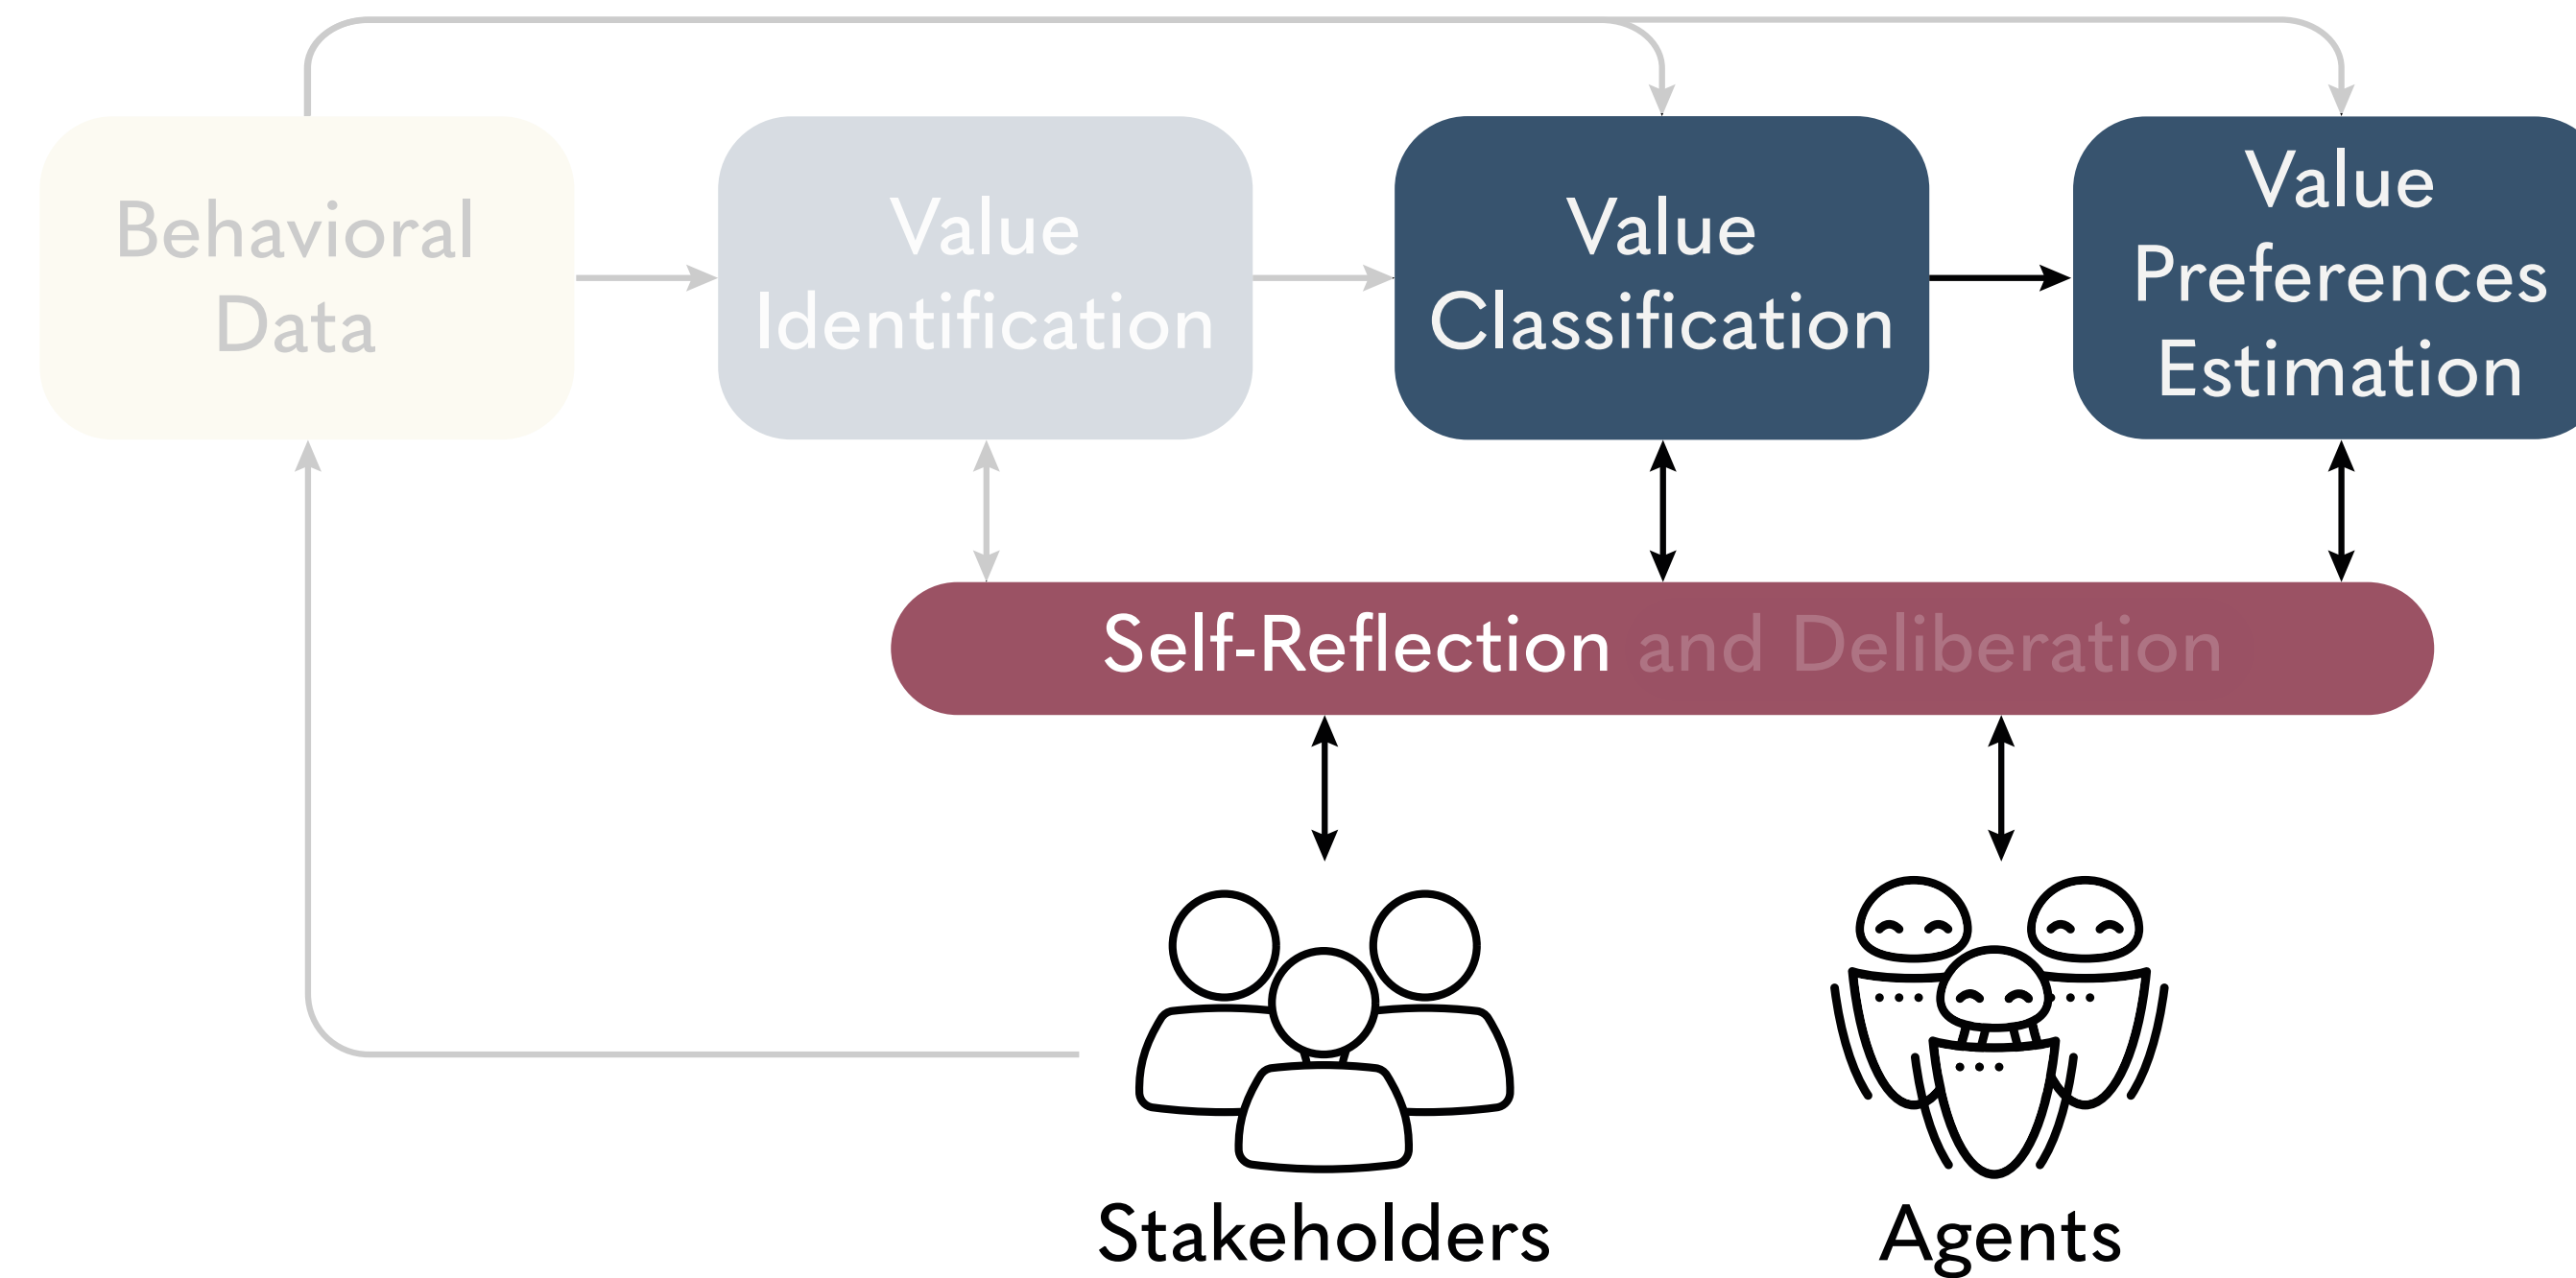 Behavioral
Data
Value
Identification
Value
Classification
Value
Preferences
Estimation
Self-Reflection and Deliberation
Stakeholders
Agents